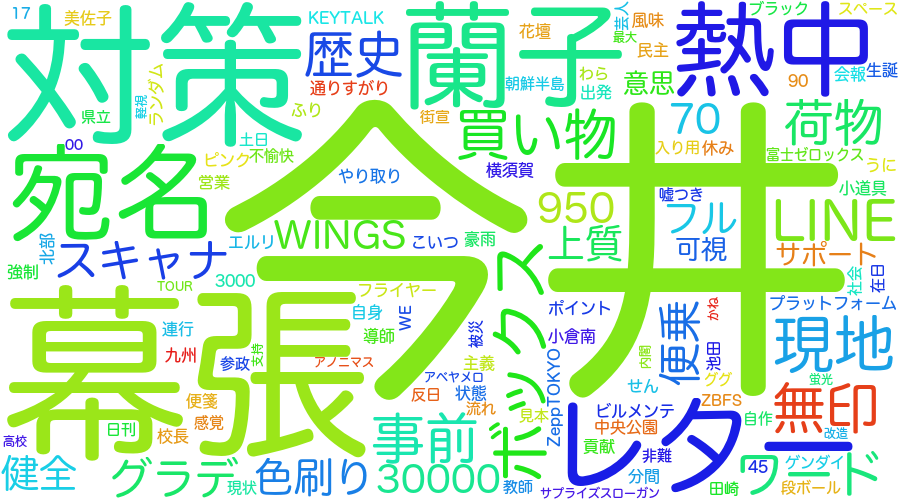 17
美佐子
KEYTALK
芸人
ブラック
スペース
対策
蘭子
熱中
歴史
花壇
風味
最大
民主
90
会報
生誕
県立
軽視
ランダム
通りすがり
朝鮮半島
わら
出発
意思
00
土日
ふり
街宣
買い物
70
荷物
ピンク
不愉快
入り用
休み
富士ゼロックス
宛名
営業
やり取り
横須賀
嘘つき
うに
小道具
今井
950
フル
LINE
北部
スキャナ
エルリ
WINGS
こいつ
豪雨
上質
可視
サポート
強制
TOUR
3000
フライヤー
ボックス
ポイント
社会
在日
プラットフォーム
幕張
連行
自身
WE
被災
小倉南
便乗
かね
現地
九州
支持
参政
導師
主義
内閣
池田
アノニマス
アベヤメロ
ZeppTOKYO
せん
ググ
蛍光
便箋
反日
状態
ZBFS
無印
日刊
感覚
流れ
見本
レター
ビルメンテ
自作
校長
事前
中央公園
改造
高校
貢献
非難
健全
グラデ
色刷り
30000
分間
45
ワード
ゲンダイ
現状
教師
サプライズスローガン
田崎
段ボール